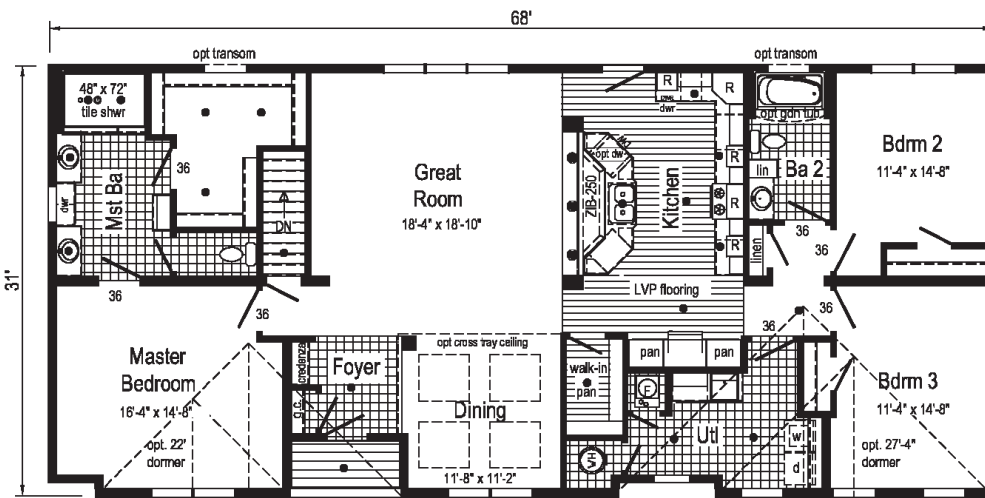 68'
31'
opt transom
opt transom
48" x 72"
tile shwr
36
Mst Ba
dwr
36
DN
Great
Room
18'-4" x 18'-10"
R
R
dwr
DW
opt dw
ZIB-250
Kitchen
R
R
R
LVP flooring
opt gdn tub
lin
Ba 2
36
linen
36
Bdrm 2
11'-4" x 14'-8"
36
36
36
Master
Bedroom
16'-4" x 14'-8"
opt. 22'
dormer
credenza
g.c.
Foyer
opt cross tray ceiling
Dining
11'-8" x 11'-2"
walk-in
pan
pan
pan
F
WH
Utl
w
d
Bdrm 3
11'-4" x 14'-8"
opt. 27'-4"
dormer